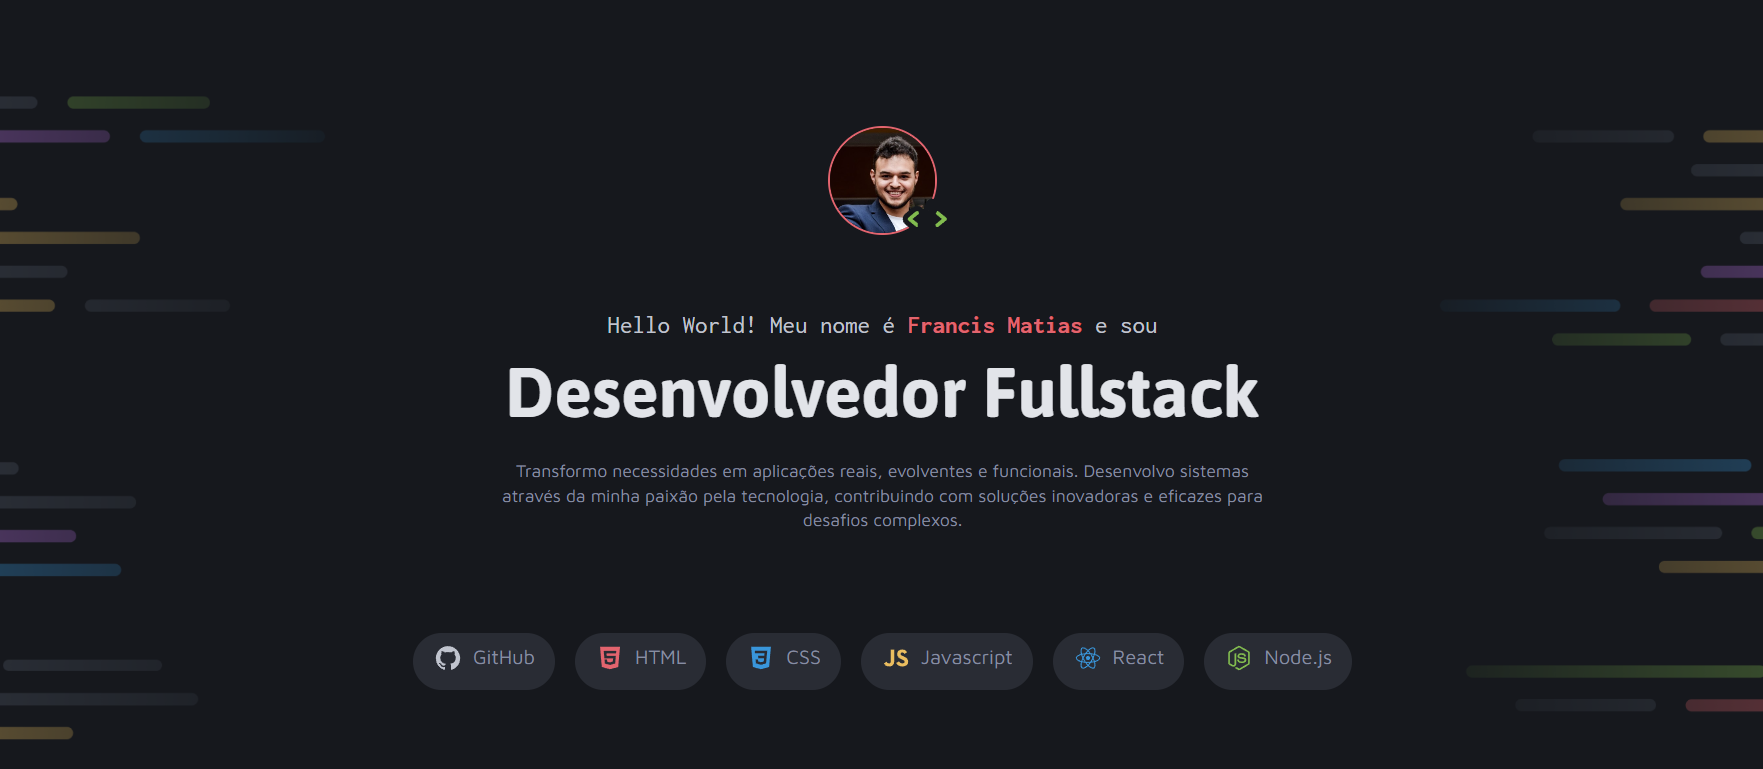 Hello World! Meu nome é Francis Matias e sou
Desenvolvedor Fullstack
Transformo necessidades em aplicações reais, evolventes e funcionais. Desenvolvo sistemas
através da minha paixão pela tecnologia, contribuindo com soluções inovadoras e eficazes para
desafios complexos.
GitHub
HTML
CSS
JS Javascript
React
Node.js